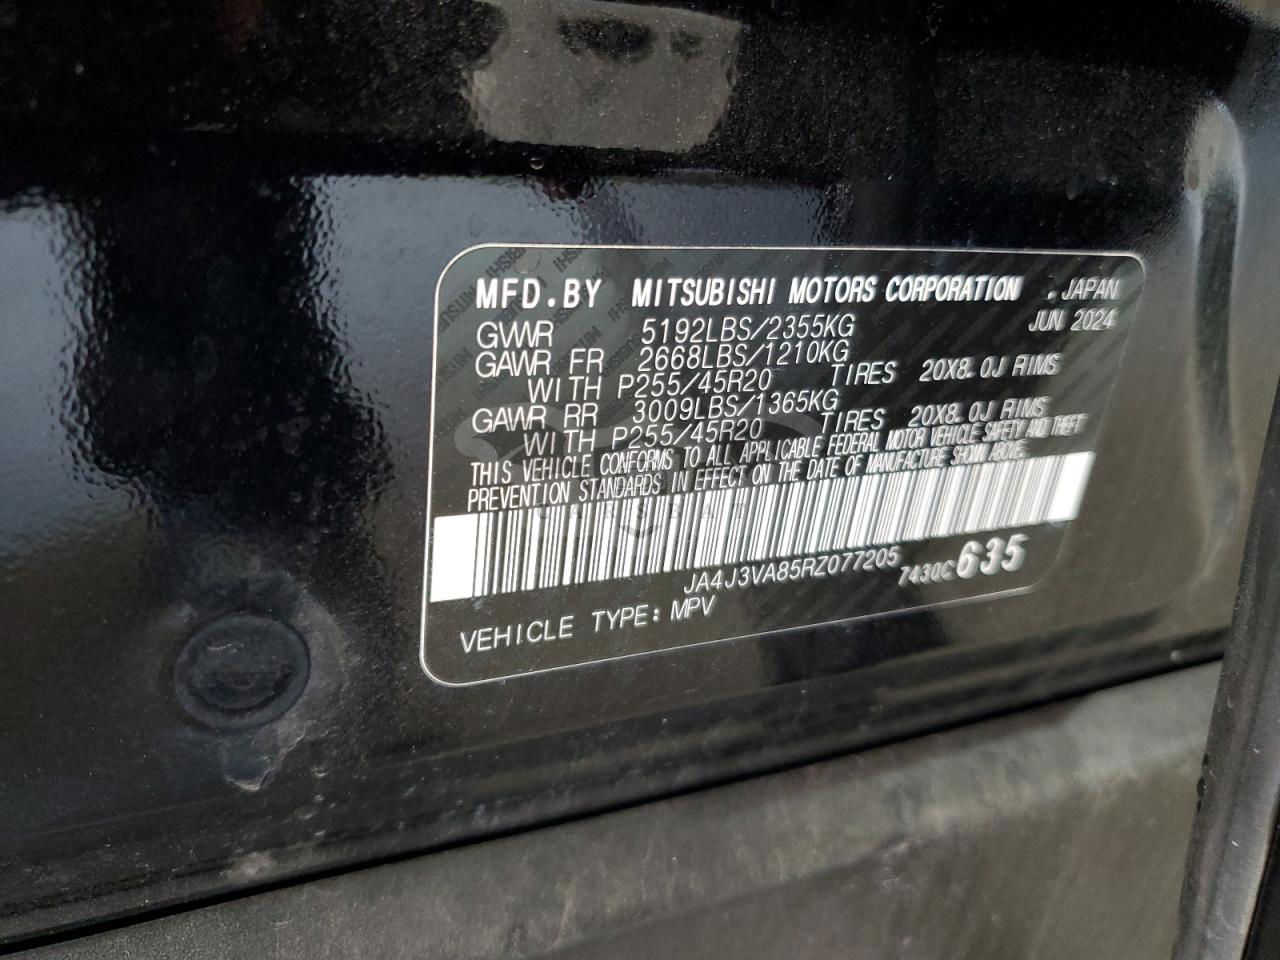 MFD.BY MITSUBISHI MOTORS CORPORATION .JAPAN
GVWR 5192LBS/2355KG JUN 2024
GAWR FR 2668LBS/1210KG
WITH P255/45R20 TIRES 20X8.0J RIMS
GAWR RR 3009LBS/1365KG
WITH P255/45R20 TIRES 20X8.0J RIMS
THIS VEHICLE CONFORMS TO ALL APPLICABLE FEDERAL MOTOR VEHICLE SAFETY AND THEFT
PREVENTION STANDARDS IN EFFECT ON THE DATE OF MANUFACTURE SHOWN ABOVE.
JA4J3VA85RZ077205 7430C635
VEHICLE TYPE: MPV